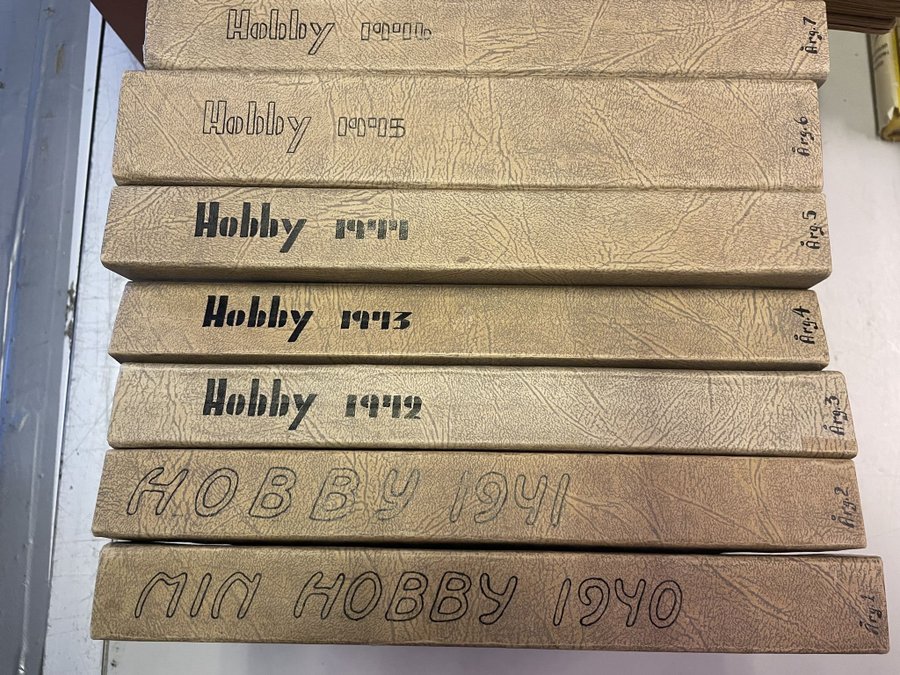 Hobby 1946 Årg.7
Hobby 1945 Årg.6
Hobby 1944 Årg.5
Hobby 1943 Årg.4
Hobby 1942 Årg.3
HOBBY 1941 Årg.2
MIN HOBBY 1940 Årg.1